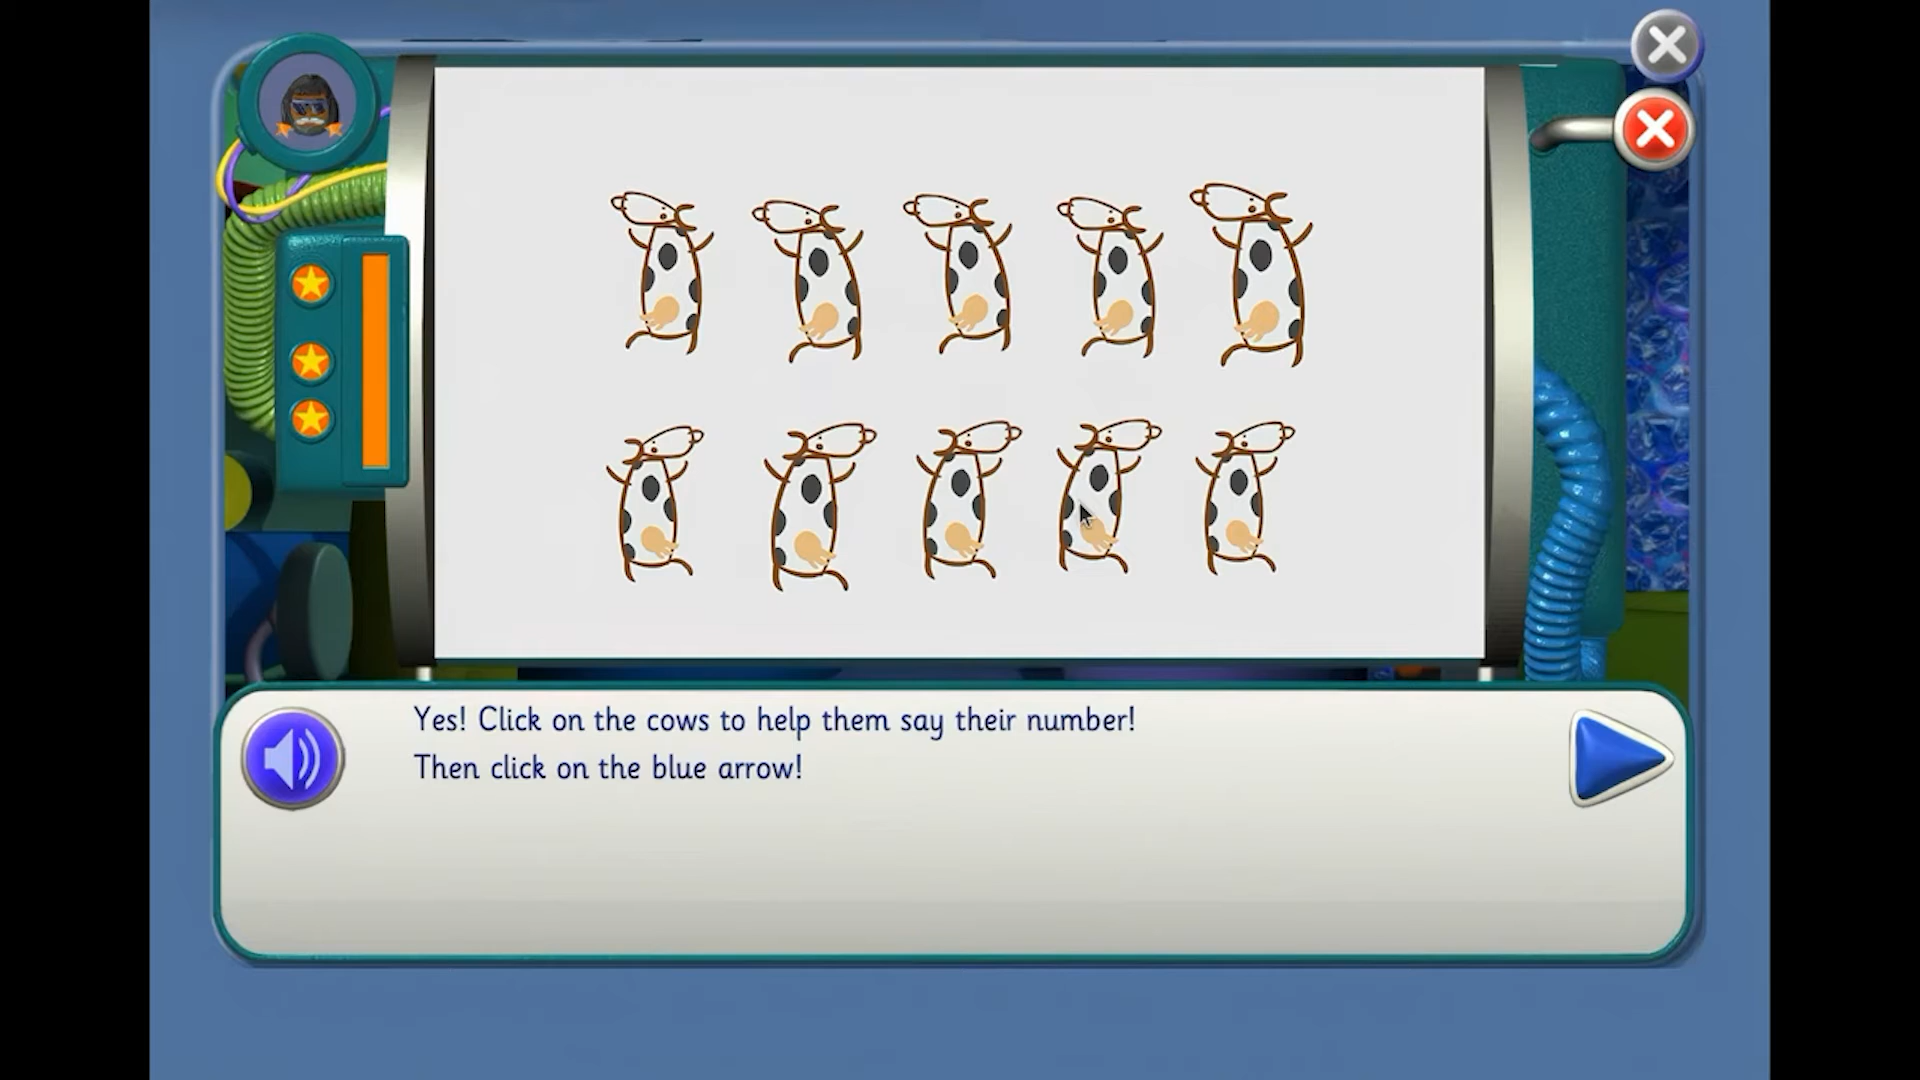 Yes! Click on the cows to help them say their number!
Then click on the blue arrow!